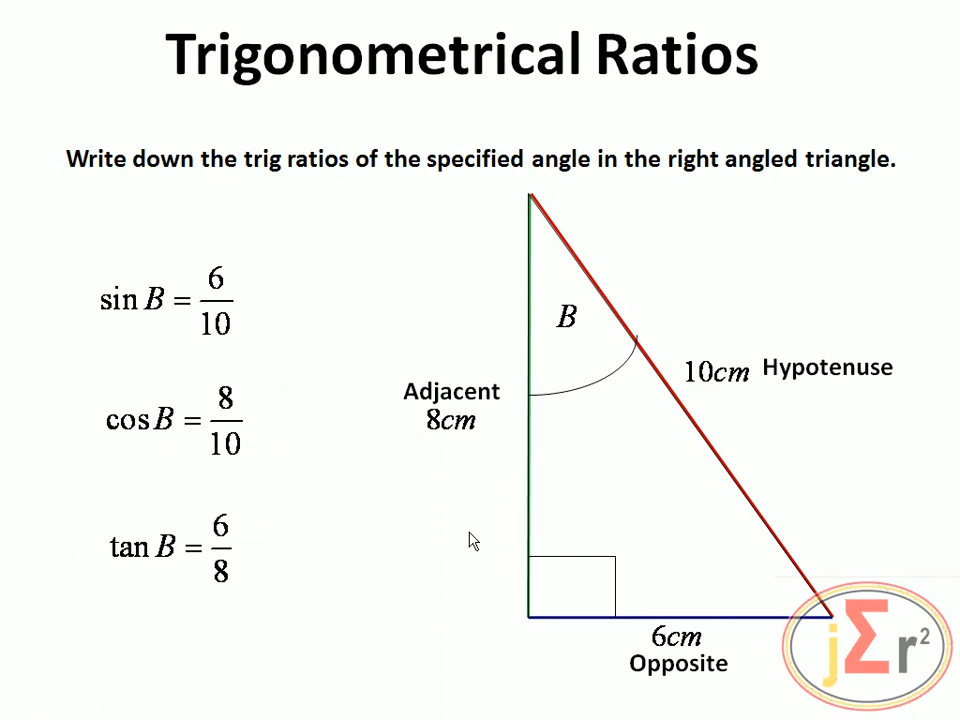 Trigonometrical Ratios
Write down the trig ratios of the specified angle in the right angled triangle.
sin B = 6/10
cos B = 8/10
tan B = 6/8
B
Adjacent
8cm
10cm Hypotenuse
6cm
Opposite
jΣr²